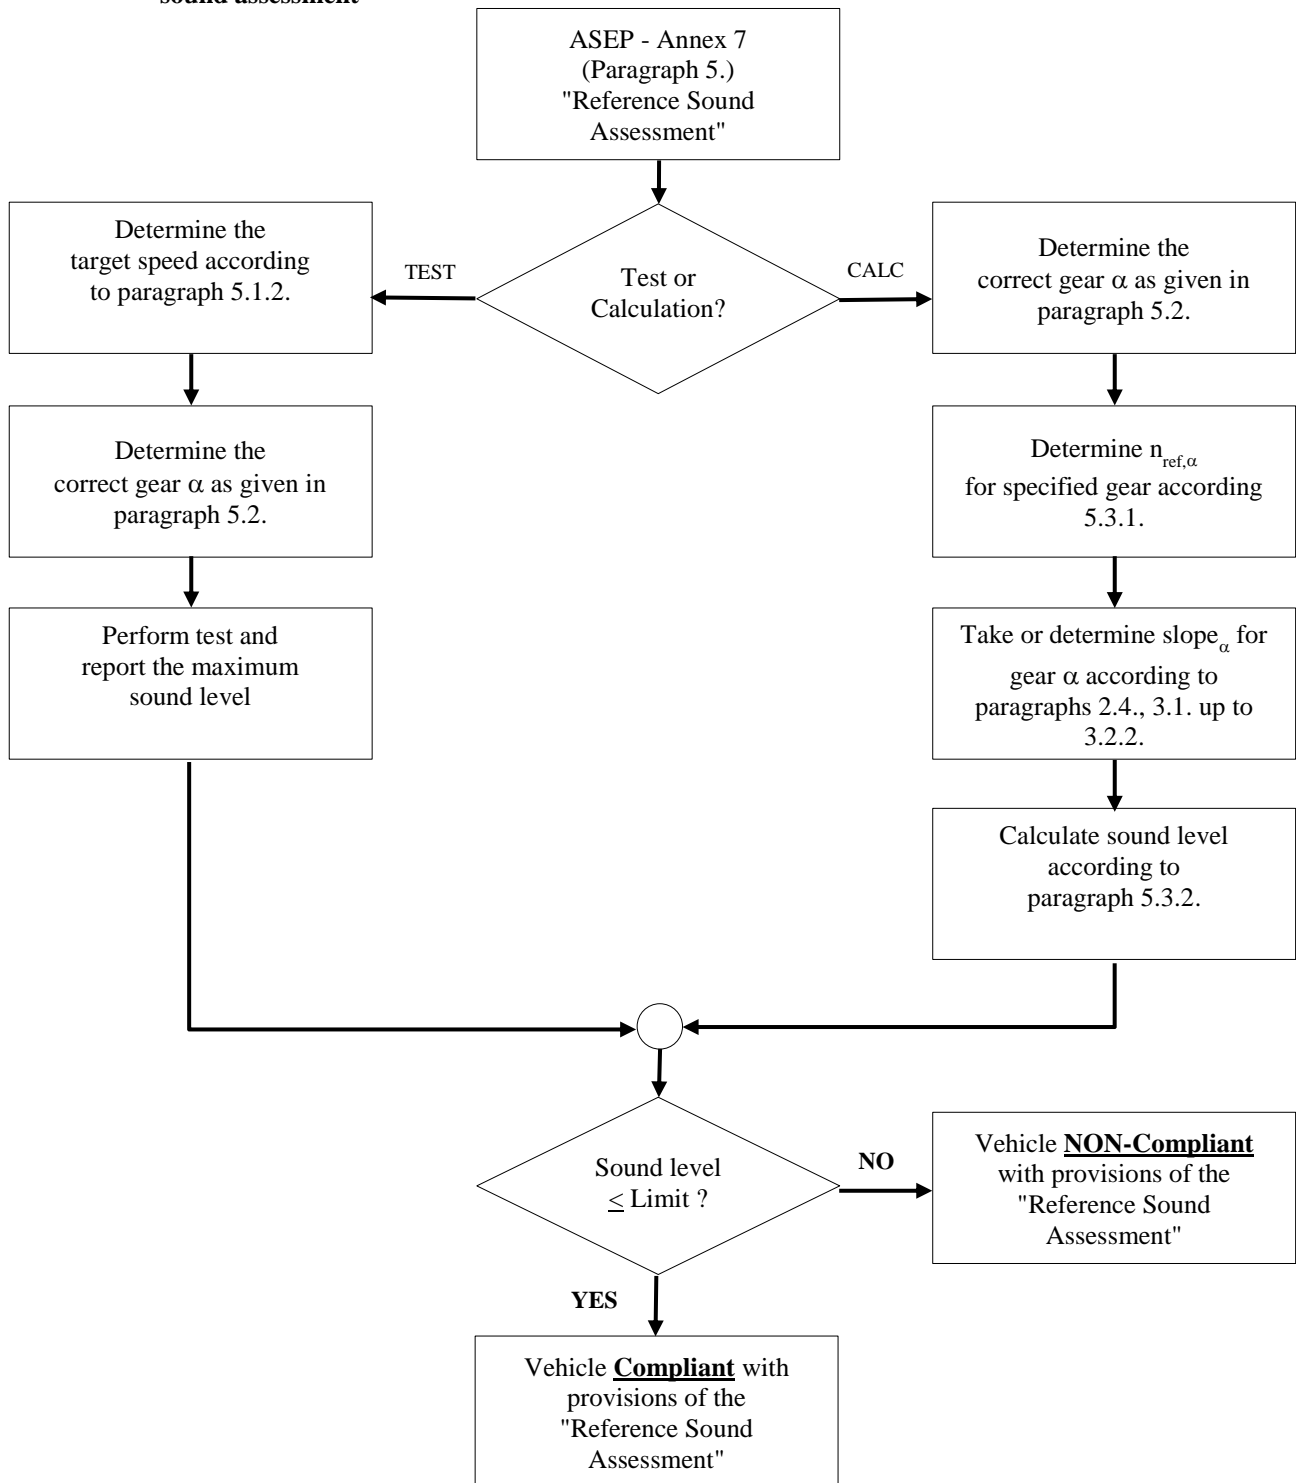 sound assessment
ASEP - Annex 7
(Paragraph 5.)
"Reference Sound
Assessment"
Determine the
target speed according
to paragraph 5.1.2.
TEST
Test or
Calculation?
CALC
Determine the
correct gear α as given in
paragraph 5.2.
Determine the
correct gear α as given in
paragraph 5.2.
Determine n ref,α
for specified gear according
5.3.1.
Perform test and
report the maximum
sound level
Take or determine slope α for
gear α according to
paragraphs 2.4., 3.1. up to
3.2.2.
Calculate sound level
according to
paragraph 5.3.2.
Sound level
≤ Limit ?
NO
Vehicle NON-Compliant
with provisions of the
"Reference Sound
Assessment"
YES
Vehicle Compliant with
provisions of the
"Reference Sound
Assessment"